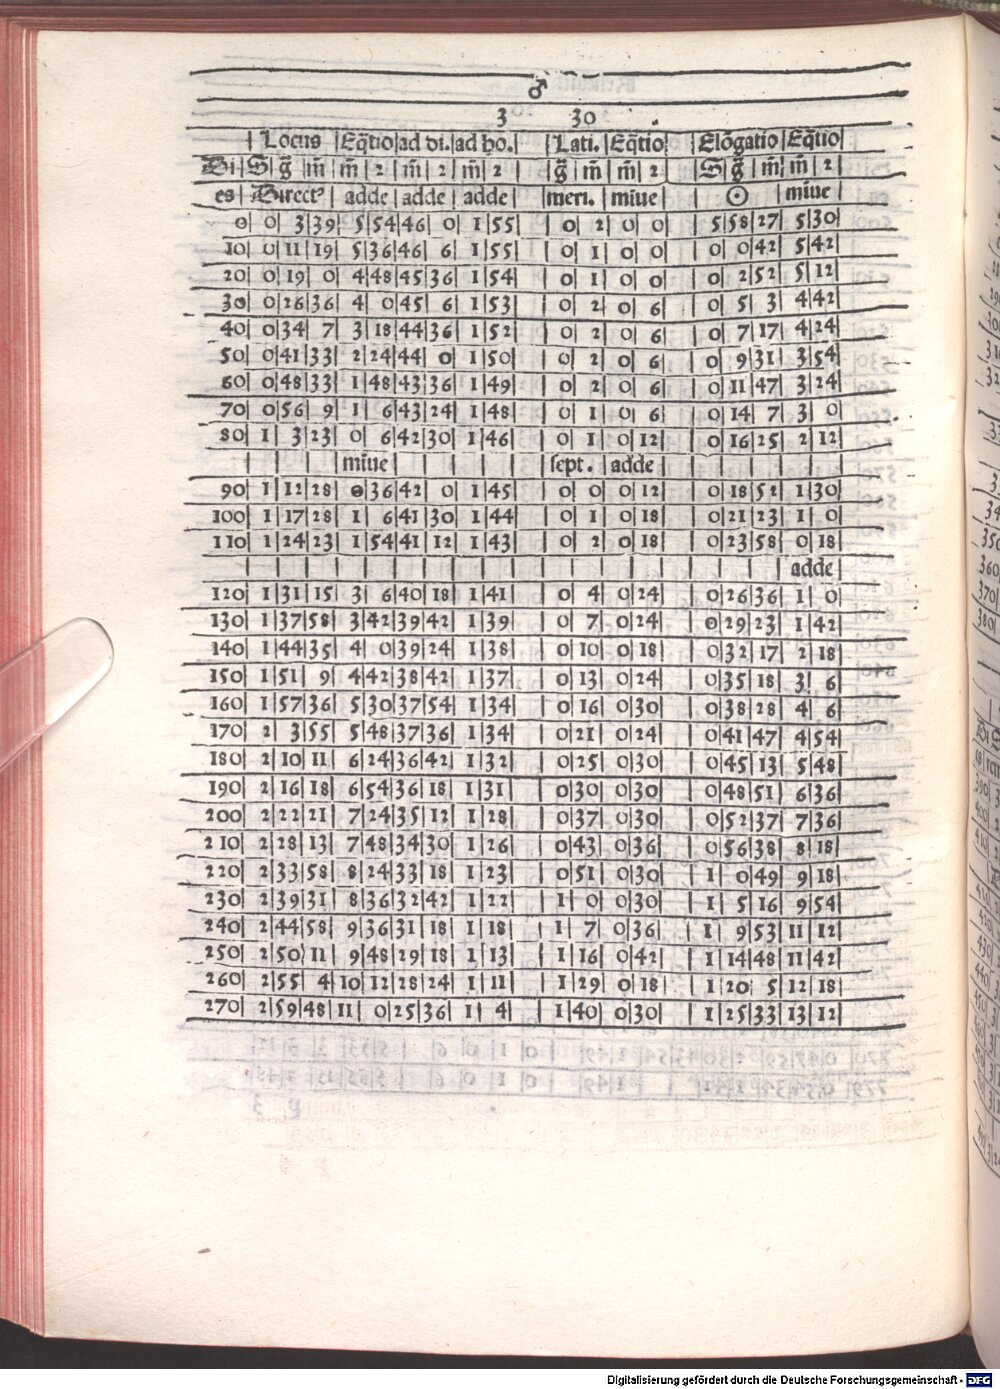 ♂
3 30
| Locus | Eq̃tio | ad di. | ad ho. | | Lati. | Eq̃tio | | Elõgatio | Eq̃tio |
Di | S | g̃ | m̃ | m̃ | 2 | m̃ | 2 | m̃ | 2 | | g̃ | m̃ | m̃ | 2 | | S | g̃ | m̃ | m̃ | 2 |
es | Direct⁹ | adde | adde | adde | | meri. | miũe | | ☉ | miũe |
0 | 0 | 3 | 39 | 5 | 54 | 46 | 0 | 1 | 55 | | 0 | 2 | 0 | 0 | | 5 | 58 | 27 | 5 | 30 |
10 | 0 | 11 | 19 | 5 | 36 | 46 | 6 | 1 | 55 | | 0 | 1 | 0 | 0 | | 0 | 0 | 42 | 5 | 42 |
20 | 0 | 19 | 0 | 4 | 48 | 45 | 36 | 1 | 54 | | 0 | 1 | 0 | 0 | | 0 | 2 | 52 | 5 | 12 |
30 | 0 | 26 | 36 | 4 | 0 | 45 | 6 | 1 | 53 | | 0 | 2 | 0 | 6 | | 0 | 5 | 3 | 4 | 42 |
40 | 0 | 34 | 7 | 3 | 18 | 44 | 36 | 1 | 52 | | 0 | 2 | 0 | 6 | | 0 | 7 | 17 | 4 | 24 |
50 | 0 | 41 | 33 | 2 | 24 | 44 | 0 | 1 | 50 | | 0 | 2 | 0 | 6 | | 0 | 9 | 31 | 3 | 54 |
60 | 0 | 48 | 33 | 1 | 48 | 43 | 36 | 1 | 49 | | 0 | 2 | 0 | 6 | | 0 | 11 | 47 | 3 | 24 |
70 | 0 | 56 | 9 | 1 | 6 | 43 | 24 | 1 | 48 | | 0 | 1 | 0 | 6 | | 0 | 14 | 7 | 3 | 0 |
80 | 1 | 3 | 23 | 0 | 6 | 42 | 30 | 1 | 46 | | 0 | 1 | 0 | 12 | | 0 | 16 | 25 | 2 | 12 |
miũe | sept. | adde
90 | 1 | 12 | 28 | 0 | 36 | 42 | 0 | 1 | 45 | | 0 | 0 | 0 | 12 | | 0 | 18 | 52 | 1 | 30 |
100 | 1 | 17 | 28 | 1 | 6 | 41 | 30 | 1 | 44 | | 0 | 1 | 0 | 18 | | 0 | 21 | 23 | 1 | 0 |
110 | 1 | 24 | 23 | 1 | 54 | 41 | 12 | 1 | 43 | | 0 | 2 | 0 | 18 | | 0 | 23 | 58 | 0 | 18 |
adde
120 | 1 | 31 | 15 | 3 | 6 | 40 | 18 | 1 | 41 | | 0 | 4 | 0 | 24 | | 0 | 26 | 36 | 1 | 0 |
130 | 1 | 37 | 58 | 3 | 42 | 39 | 42 | 1 | 39 | | 0 | 7 | 0 | 24 | | 0 | 29 | 23 | 1 | 42 |
140 | 1 | 44 | 35 | 4 | 0 | 39 | 24 | 1 | 38 | | 0 | 10 | 0 | 18 | | 0 | 32 | 17 | 2 | 18 |
150 | 1 | 51 | 9 | 4 | 42 | 38 | 42 | 1 | 37 | | 0 | 13 | 0 | 24 | | 0 | 35 | 18 | 3 | 6 |
160 | 1 | 57 | 36 | 5 | 30 | 37 | 54 | 1 | 34 | | 0 | 16 | 0 | 30 | | 0 | 38 | 28 | 4 | 6 |
170 | 2 | 3 | 55 | 5 | 48 | 37 | 36 | 1 | 34 | | 0 | 21 | 0 | 24 | | 0 | 41 | 47 | 4 | 54 |
180 | 2 | 10 | 11 | 6 | 24 | 36 | 42 | 1 | 32 | | 0 | 25 | 0 | 30 | | 0 | 45 | 13 | 5 | 48 |
190 | 2 | 16 | 18 | 6 | 54 | 36 | 18 | 1 | 31 | | 0 | 30 | 0 | 30 | | 0 | 48 | 51 | 6 | 36 |
200 | 2 | 22 | 21 | 7 | 24 | 35 | 12 | 1 | 28 | | 0 | 37 | 0 | 30 | | 0 | 52 | 37 | 7 | 36 |
210 | 2 | 28 | 13 | 7 | 48 | 34 | 30 | 1 | 26 | | 0 | 43 | 0 | 36 | | 0 | 56 | 38 | 8 | 18 |
220 | 2 | 33 | 58 | 8 | 24 | 33 | 18 | 1 | 23 | | 0 | 51 | 0 | 30 | | 1 | 0 | 49 | 9 | 18 |
230 | 2 | 39 | 31 | 8 | 36 | 32 | 42 | 1 | 22 | | 1 | 0 | 0 | 30 | | 1 | 5 | 16 | 9 | 54 |
240 | 2 | 44 | 58 | 9 | 36 | 31 | 18 | 1 | 18 | | 1 | 7 | 0 | 36 | | 1 | 9 | 53 | 11 | 12 |
250 | 2 | 50 | 11 | 9 | 48 | 29 | 18 | 1 | 13 | | 1 | 16 | 0 | 42 | | 1 | 14 | 48 | 11 | 42 |
260 | 2 | 55 | 4 | 10 | 12 | 28 | 24 | 1 | 11 | | 1 | 29 | 0 | 18 | | 1 | 20 | 5 | 12 | 18 |
270 | 2 | 59 | 48 | 11 | 0 | 25 | 36 | 1 | 4 | | 1 | 40 | 0 | 30 | | 1 | 25 | 33 | 13 | 12 |
Digitalisierung gefördert durch die Deutsche Forschungsgemeinschaft - DFG